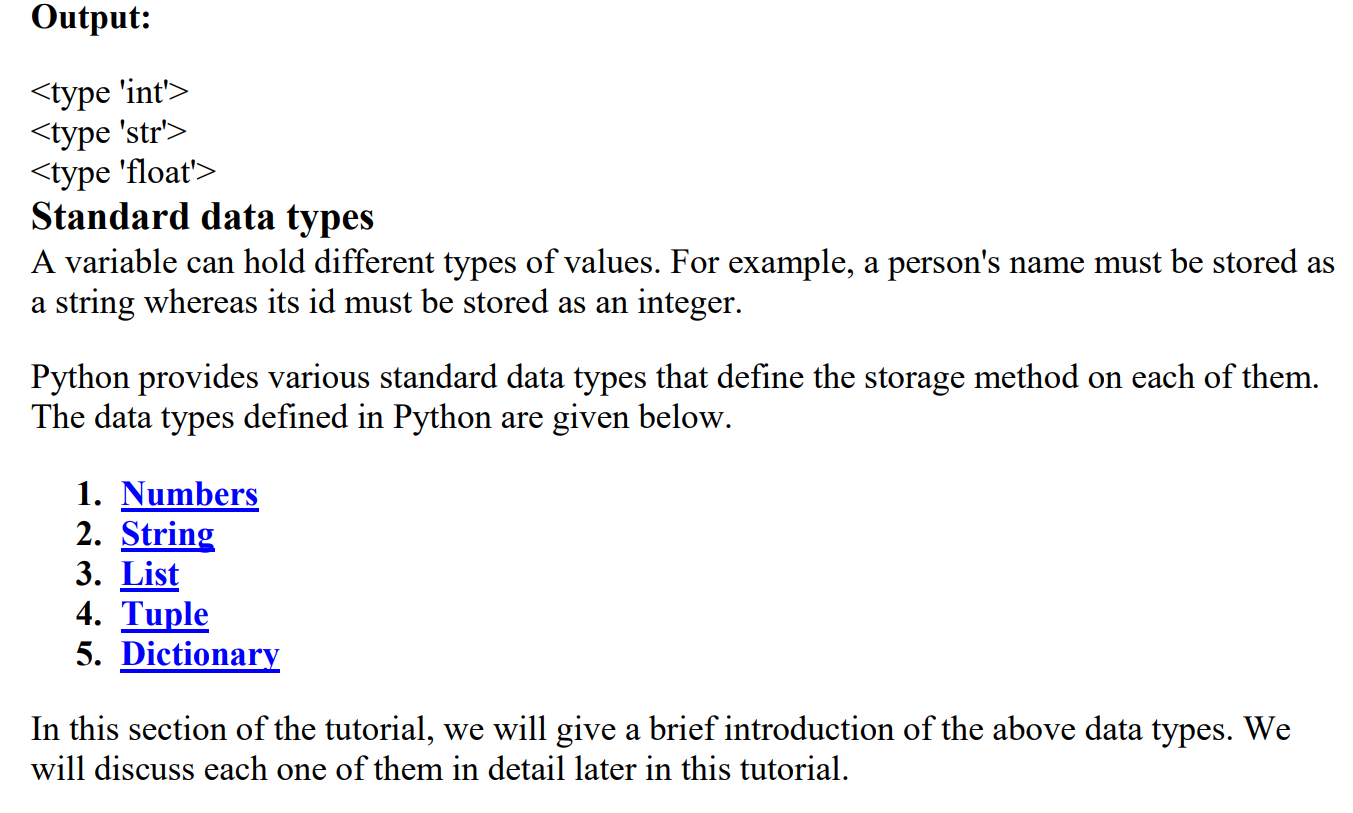 Output:
<type 'int'>
<type 'str'>
<type 'float'>
Standard data types
A variable can hold different types of values. For example, a person's name must be stored as
a string whereas its id must be stored as an integer.
Python provides various standard data types that define the storage method on each of them.
The data types defined in Python are given below.
1. Numbers
2. String
3. List
4. Tuple
5. Dictionary
In this section of the tutorial, we will give a brief introduction of the above data types. We
will discuss each one of them in detail later in this tutorial.